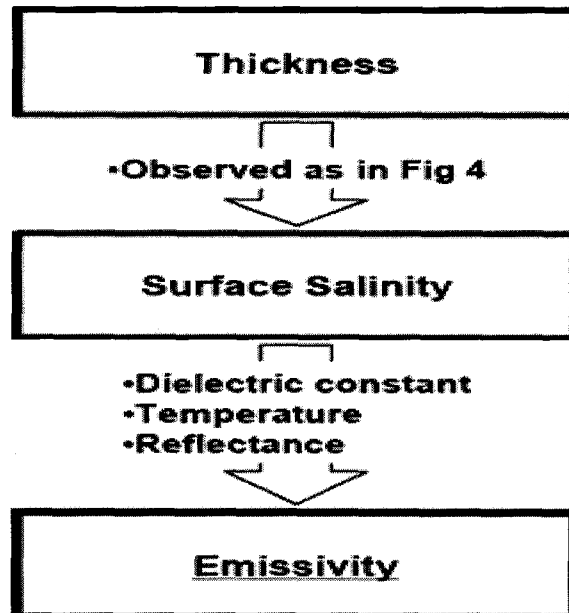 Thickness
•Observed as in Fig 4
Surface Salinity
•Dielectric constant
•Temperature
•Reflectance
Emissivity